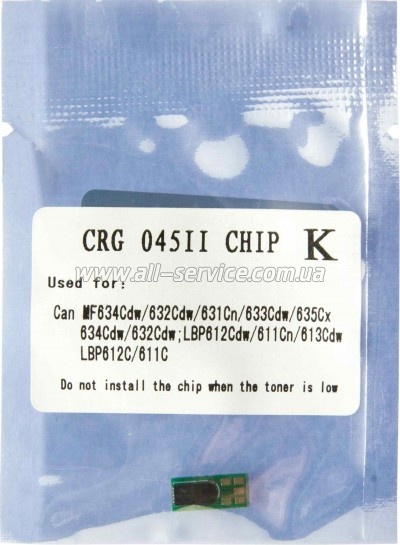 CRG 045II CHIP K
www.all-service.com.ua
Used for:
Can MF634Cdw/632Cdw/631Cn/633Cdw/635Cx
634Cdw/632Cdw;LBP612Cdw/611Cn/613Cdw
LBP612C/611C
Do not install the chip when the toner is low